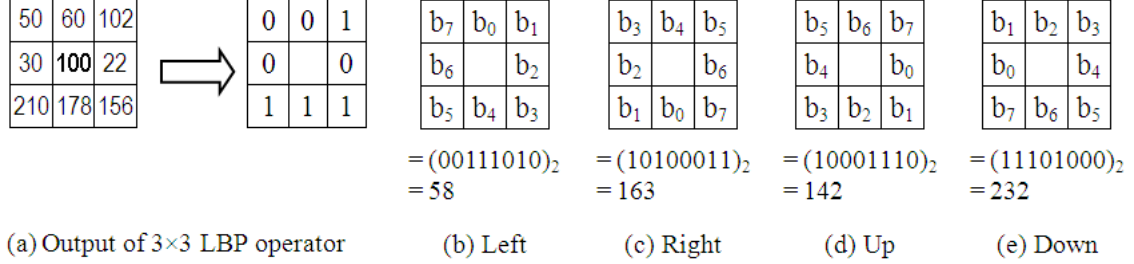 50 60 102
30 100 22
210 178 156
0 0 1
0 0
1 1 1
b₇ b₀ b₁
b₆ b₂
b₅ b₄ b₃
= (00111010)₂
= 58
b₃ b₄ b₅
b₂ b₆
b₁ b₀ b₇
= (10100011)₂
= 163
b₅ b₆ b₇
b₄ b₀
b₃ b₂ b₁
= (10001110)₂
= 142
b₁ b₂ b₃
b₀ b₄
b₇ b₆ b₅
= (11101000)₂
= 232
(a) Output of 3×3 LBP operator
(b) Left
(c) Right
(d) Up
(e) Down